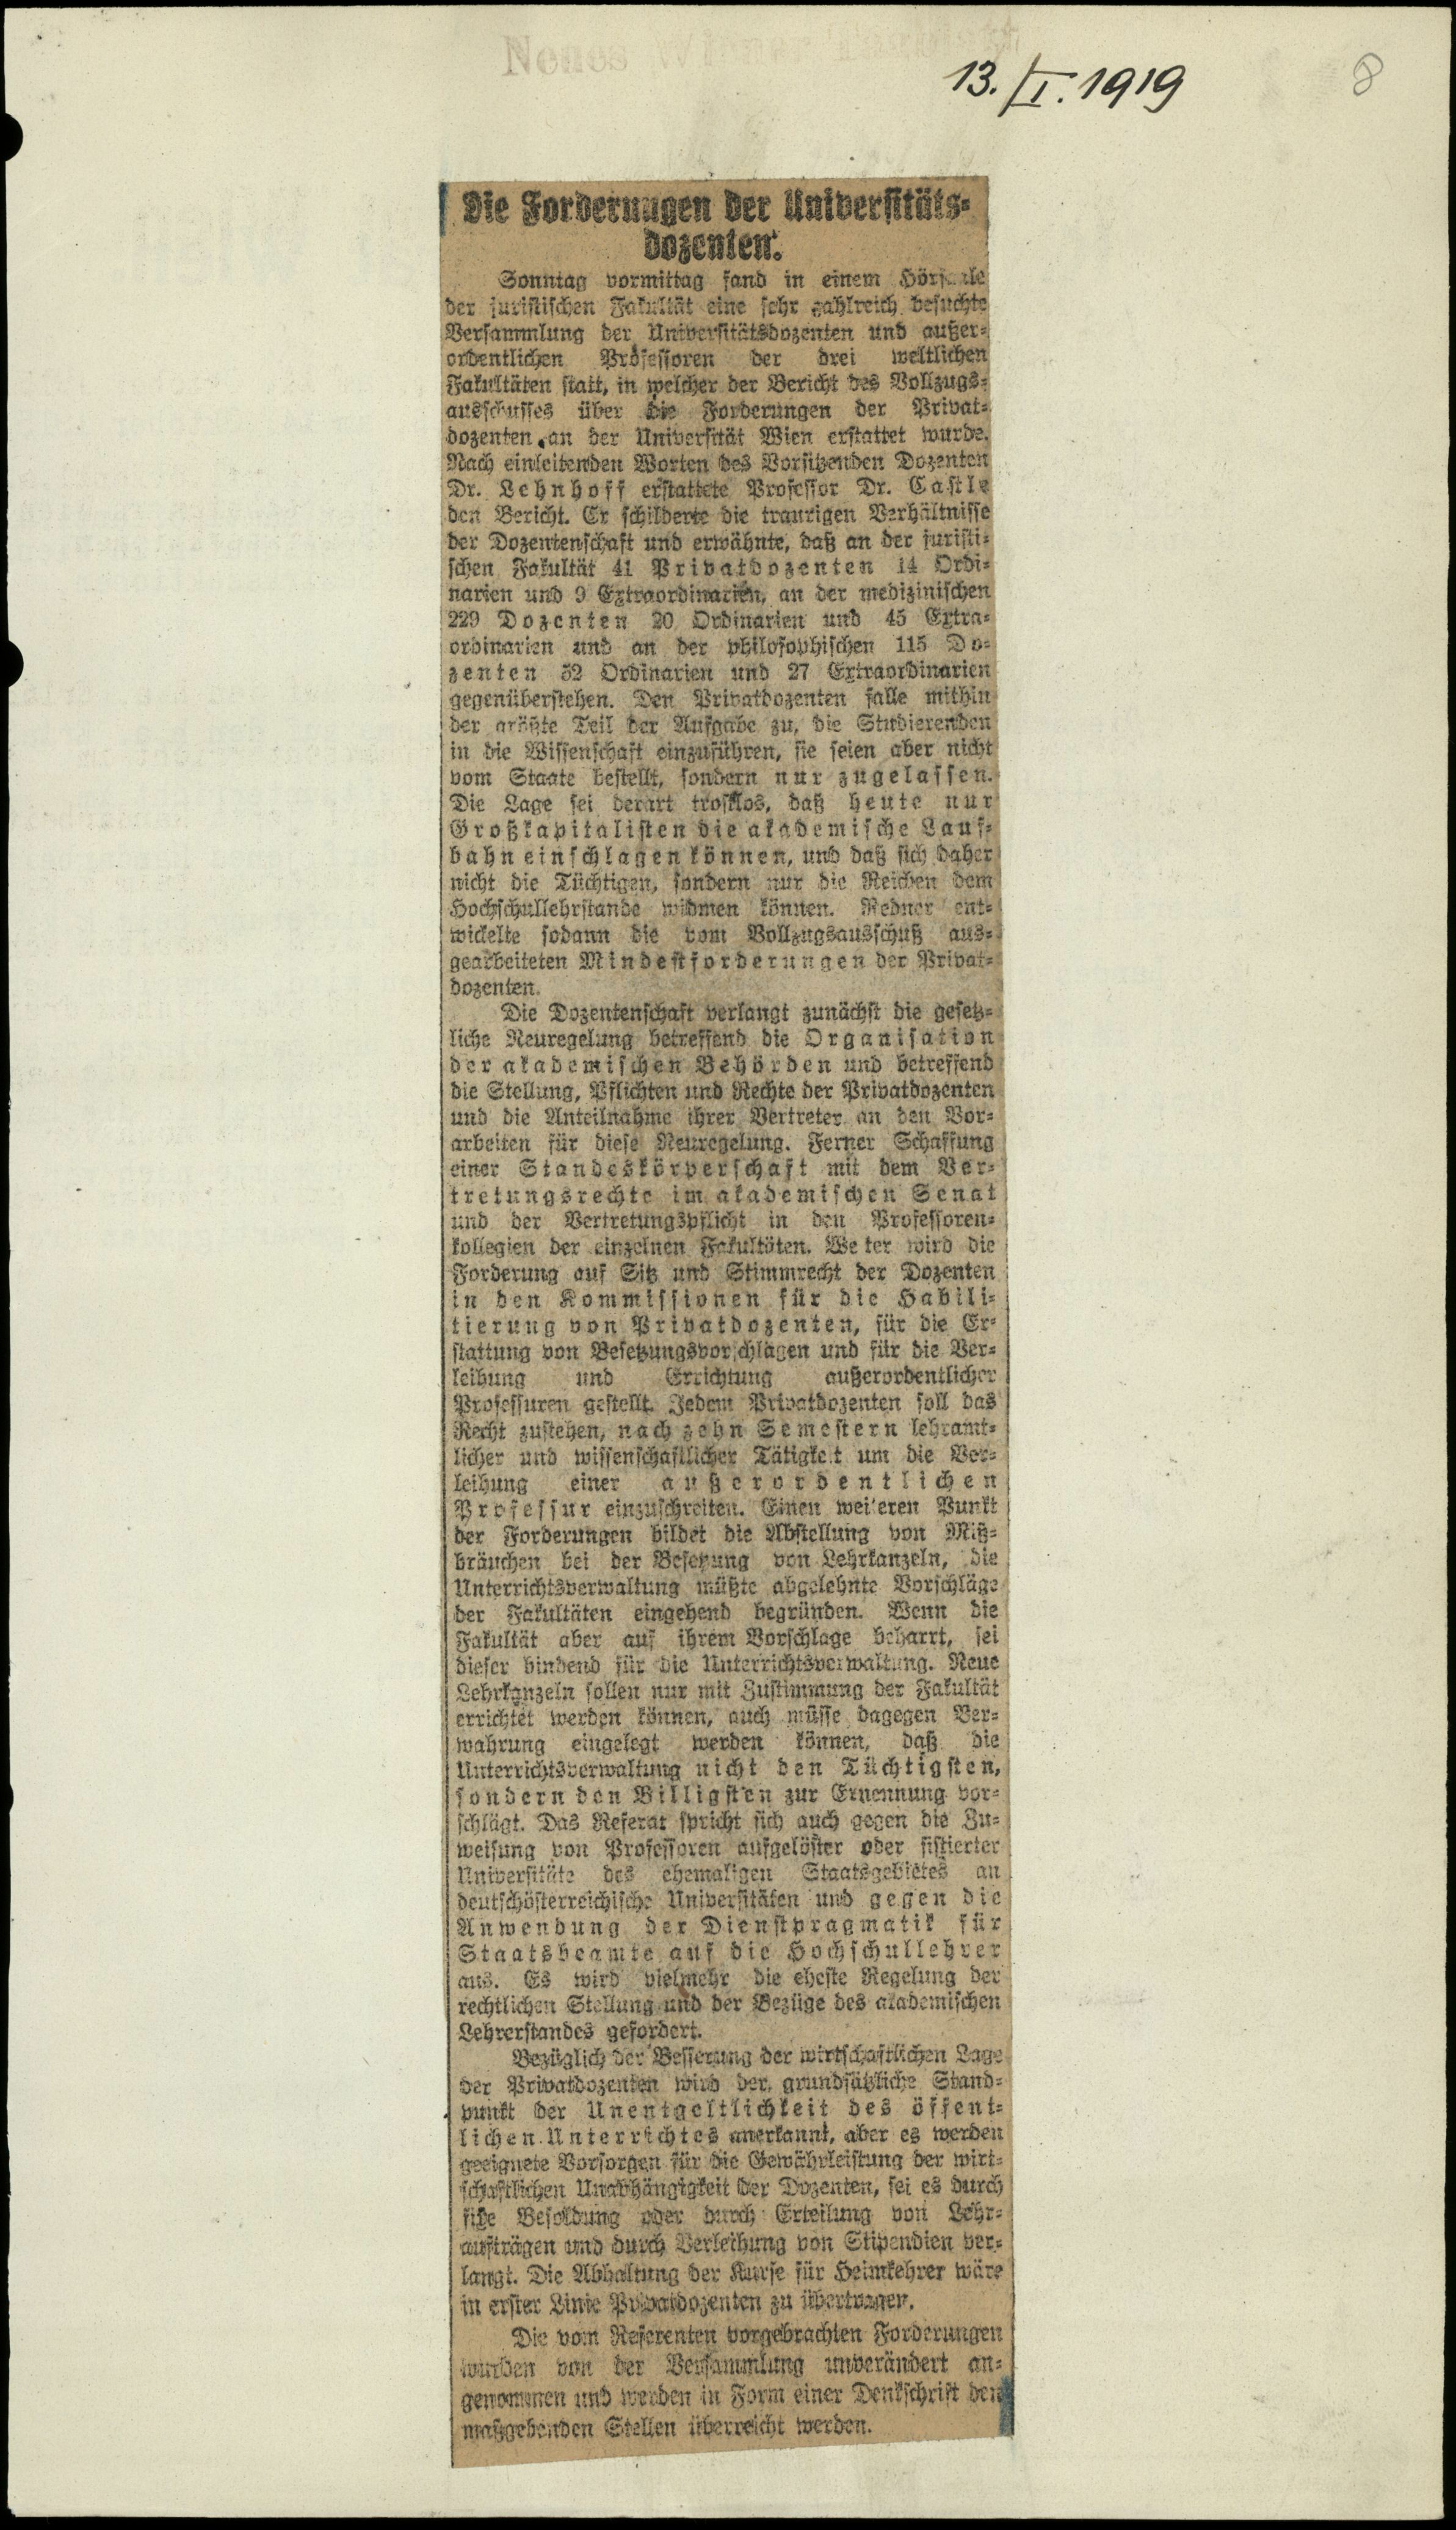 13./I. 1919
8
Die Forderungen der Universitäts-
dozenten.
Sonntag vormittag fand in einem Hörsaale
der juristischen Fakultät eine sehr zahlreich besuchte
Versammlung der Universitätsdozenten und außer-
ordentlichen Professoren der drei weltlichen
Fakultäten statt, in welcher der Bericht des Vollzugs-
ausschusses über die Forderungen der Privat-
dozenten an der Universität Wien erstattet wurde.
Nach einleitenden Worten des Vorsitzenden Dozenten
Dr. Lehnhoff erstattete Professor Dr. Castle
den Bericht. Er schilderte die traurigen Verhältnisse
der Dozentenschaft und erwähnte, daß an der juristi-
schen Fakultät 41 Privatdozenten 14 Ordi-
narien und 9 Extraordinarien, an der medizinischen
229 Dozenten 20 Ordinarien und 45 Extra-
ordinarien und an der philosophischen 115 Do-
zenten 52 Ordinarien und 27 Extraordinarien
gegenüberstehen. Den Privatdozenten falle mithin
der größte Teil der Aufgabe zu, die Studierenden
in die Wissenschaft einzuführen, sie seien aber nicht
vom Staate bestellt, sondern nur zugelassen.
Die Lage sei derart trostlos, daß heute nur
Großkapitalisten die akademische Lauf-
bahn einschlagen können, und daß sich daher
nicht die Tüchtigen, sondern nur die Reichen dem
Hochschullehrstande widmen können. Redner ent-
wickelte sodann die vom Vollzugsausschuß aus-
gearbeiteten Mindestforderungen der Privat-
dozenten.
Die Dozentenschaft verlangt zunächst die gesetz-
liche Neuregelung betreffend die Organisation
der akademischen Behörden und betreffend
die Stellung, Pflichten und Rechte der Privatdozenten
und die Anteilnahme ihrer Vertreter an den Vor-
arbeiten für diese Neuregelung. Ferner Schaffung
einer Standeskörperschaft mit dem Ver-
tretungsrechte im akademischen Senat
und der Vertretungspflicht in den Professoren-
kollegien der einzelnen Fakultäten. Weiter wird die
Forderung auf Sitz und Stimmrecht der Dozenten
in den Kommissionen für die Habili-
tierung von Privatdozenten, für die Er-
stattung von Besetzungsvorschlägen und für die Ver-
leihung und Errichtung außerordentlicher
Professuren gestellt. Jedem Privatdozenten soll das
Recht zustehen, nach zehn Semestern lehramt-
licher und wissenschaftlicher Tätigkeit um die Ver-
leihung einer außerordentlichen
Professur einzuschreiten. Einen weiteren Punkt
der Forderungen bildet die Abstellung von Miß-
bräuchen bei der Besetzung von Lehrkanzeln, die
Unterrichtsverwaltung müßte abgelehnte Vorschläge
der Fakultäten eingehend begründen. Wenn die
Fakultät aber auf ihrem Vorschlage beharrt, sei
dieser bindend für die Unterrichtsverwaltung. Neue
Lehrkanzeln sollen nur mit Zustimmung der Fakultät
errichtet werden können, auch müsse dagegen Ver-
wahrung eingelegt werden können, daß die
Unterrichtsverwaltung nicht den Tüchtigsten,
sondern den Billigsten zur Ernennung vor-
schlägt. Das Referat spricht sich auch gegen die Zu-
weisung von Professoren aufgelöster oder sistierter
Universitäte des ehemaligen Staatsgebietes an
deutschösterreichische Universitäten und gegen die
Anwendung der Dienstpragmatik für
Staatsbeamte auf die Hochschullehrer
aus. Es wird vielmehr die eheste Regelung der
rechtlichen Stellung und der Bezüge des akademischen
Lehrerstandes gefordert.
Bezüglich der Besserung der wirtschaftlichen Lage
der Privatdozenten wird der grundsätzliche Stand-
punkt der Unentgeltlichkeit des öffent-
lichen Unterrichtes anerkannt, aber es werden
geeignete Vorsorgen für die Gewährleistung der wirt-
schaftlichen Unabhängigkeit der Dozenten, sei es durch
fixe Besoldung oder durch Erteilung von Lehr-
aufträgen und durch Verleihung von Stipendien ver-
langt. Die Abhaltung der Kurse für Heimkehrer wäre
in erster Linie Privatdozenten zu übertragen.
Die vom Referenten vorgebrachten Forderungen
wurden von der Versammlung unverändert an-
genommen und werden in Form einer Denkschrift den
maßgebenden Stellen überreicht werden.